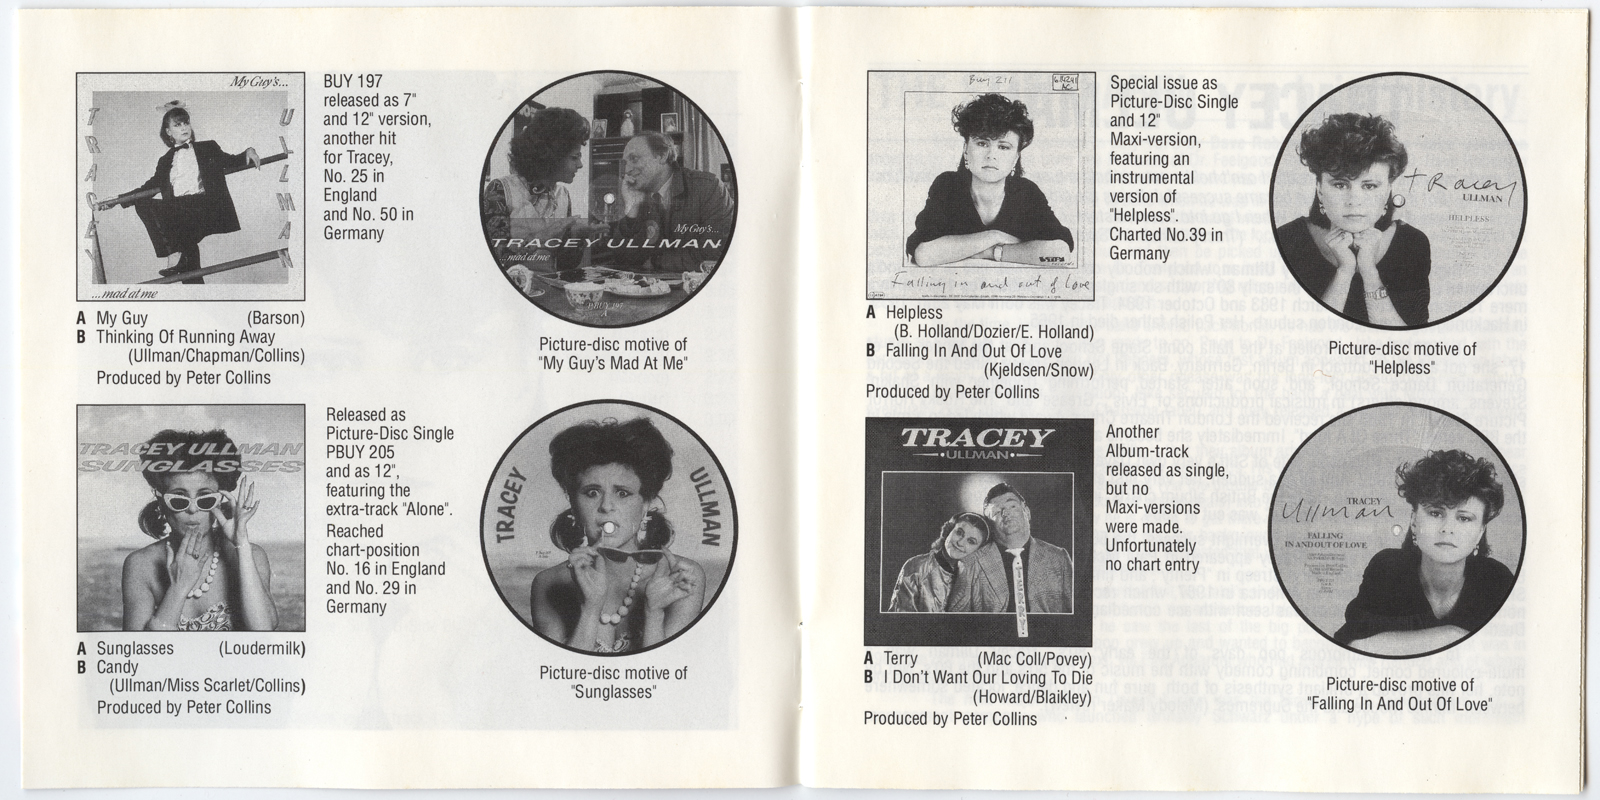 My Guy's...
TRACEY
ULLMAN
...mad at me
A My Guy (Barson)
B Thinking Of Running Away
(Ullman/Chapman/Collins)
Produced by Peter Collins
BUY 197
released as 7"
and 12" version,
another hit
for Tracey,
No. 25 in
England
and No. 50 in
Germany
My Guy's...
TRACEY ULLMAN
...mad at me
PBUY 197
A
Picture-disc motive of
"My Guy's Mad At Me"
TRACEY ULLMAN
SUNGLASSES
A Sunglasses (Loudermilk)
B Candy
(Ullman/Miss Scarlet/Collins)
Produced by Peter Collins
Released as
Picture-Disc Single
PBUY 205
and as 12",
featuring the
extra-track "Alone".
Reached
chart-position
No. 16 in England
and No. 29 in
Germany
TRACEY
ULLMAN
Picture-disc motive of
"Sunglasses"
Buy 211
Falling in and out of Love
A Helpless
(B. Holland/Dozier/E. Holland)
B Falling In And Out Of Love
(Kjeldsen/Snow)
Produced by Peter Collins
Special issue as
Picture-Disc Single
and 12"
Maxi-version,
featuring an
instrumental
version of
"Helpless".
Charted No.39 in
Germany
Tracey
ULLMAN
HELPLESS
Picture-disc motive of
"Helpless"
TRACEY
ULLMAN
TERRY
A Terry (Mac Coll/Povey)
B I Don't Want Our Loving To Die
(Howard/Blaikley)
Produced by Peter Collins
Another
Album-track
released as single,
but no
Maxi-versions
were made.
Unfortunately
no chart entry
TRACEY
Ullman
FALLING
IN AND OUT OF LOVE
Picture-disc motive of
"Falling In And Out Of Love"